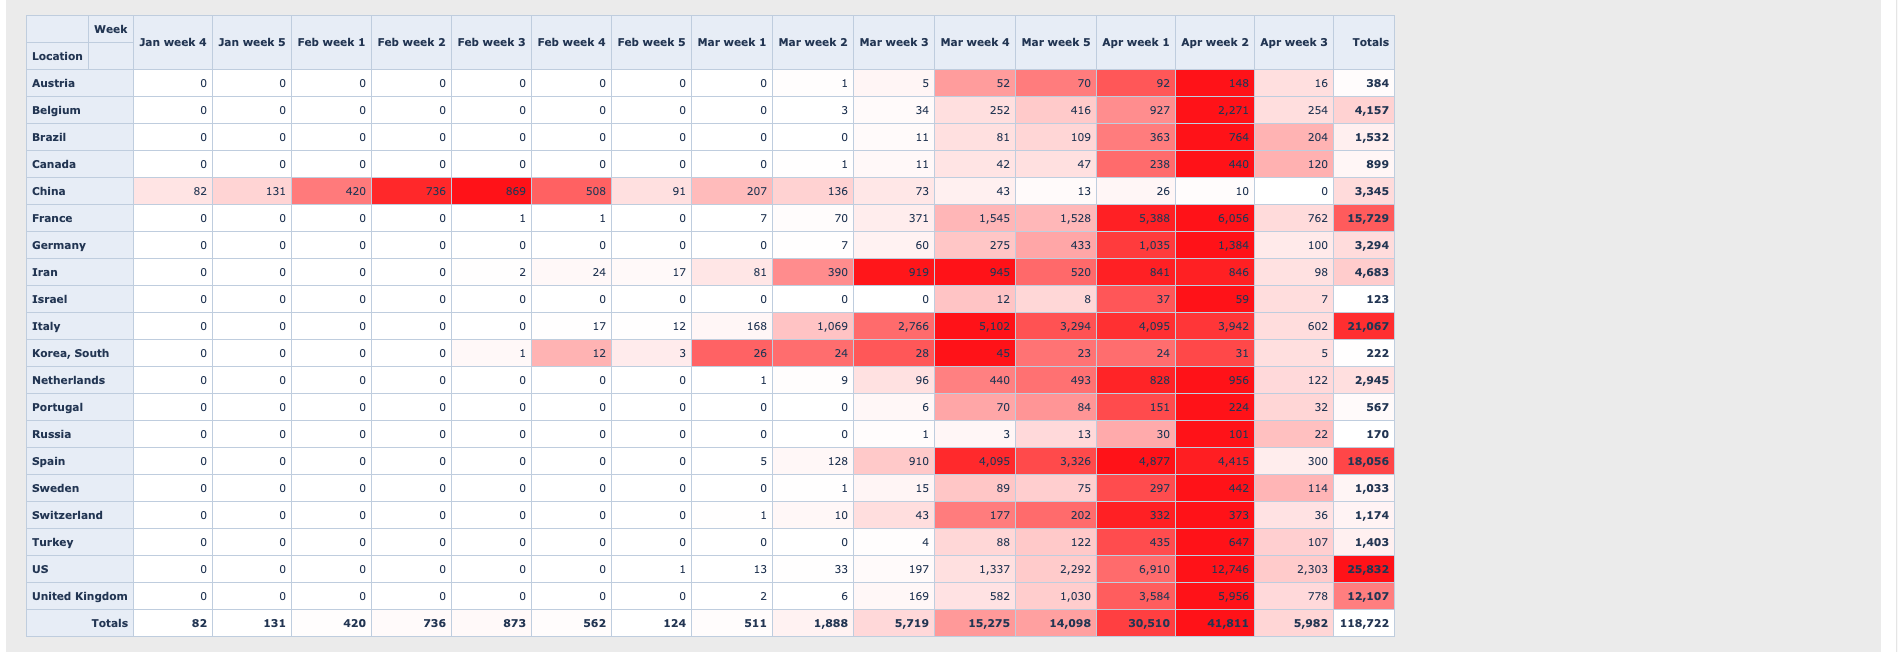 Week Jan week 4 Jan week 5 Feb week 1 Feb week 2 Feb week 3 Feb week 4 Feb week 5 Mar week 1 Mar week 2 Mar week 3 Mar week 4 Mar week 5 Apr week 1 Apr week 2 Apr week 3 Totals
Location
Austria 0 0 0 0 0 0 0 0 1 5 52 70 92 148 16 384
Belgium 0 0 0 0 0 0 0 0 3 34 252 416 927 2,271 254 4,157
Brazil 0 0 0 0 0 0 0 0 0 11 81 109 363 764 204 1,532
Canada 0 0 0 0 0 0 0 0 1 11 42 47 238 440 120 899
China 82 131 420 736 869 508 91 207 136 73 43 13 26 10 0 3,345
France 0 0 0 0 1 1 0 7 70 371 1,545 1,528 5,388 6,056 762 15,729
Germany 0 0 0 0 0 0 0 0 7 60 275 433 1,035 1,384 100 3,294
Iran 0 0 0 0 2 24 17 81 390 919 945 520 841 846 98 4,683
Israel 0 0 0 0 0 0 0 0 0 0 12 8 37 59 7 123
Italy 0 0 0 0 0 17 12 168 1,069 2,766 5,102 3,294 4,095 3,942 602 21,067
Korea, South 0 0 0 0 1 12 3 26 24 28 45 23 24 31 5 222
Netherlands 0 0 0 0 0 0 0 1 9 96 440 493 828 956 122 2,945
Portugal 0 0 0 0 0 0 0 0 0 6 70 84 151 224 32 567
Russia 0 0 0 0 0 0 0 0 0 1 3 13 30 101 22 170
Spain 0 0 0 0 0 0 0 5 128 910 4,095 3,326 4,877 4,415 300 18,056
Sweden 0 0 0 0 0 0 0 0 1 15 89 75 297 442 114 1,033
Switzerland 0 0 0 0 0 0 0 1 10 43 177 202 332 373 36 1,174
Turkey 0 0 0 0 0 0 0 0 0 4 88 122 435 647 107 1,403
US 0 0 0 0 0 0 1 13 33 197 1,337 2,292 6,910 12,746 2,303 25,832
United Kingdom 0 0 0 0 0 0 0 2 6 169 582 1,030 3,584 5,956 778 12,107
Totals 82 131 420 736 873 562 124 511 1,888 5,719 15,275 14,098 30,510 41,811 5,982 118,722